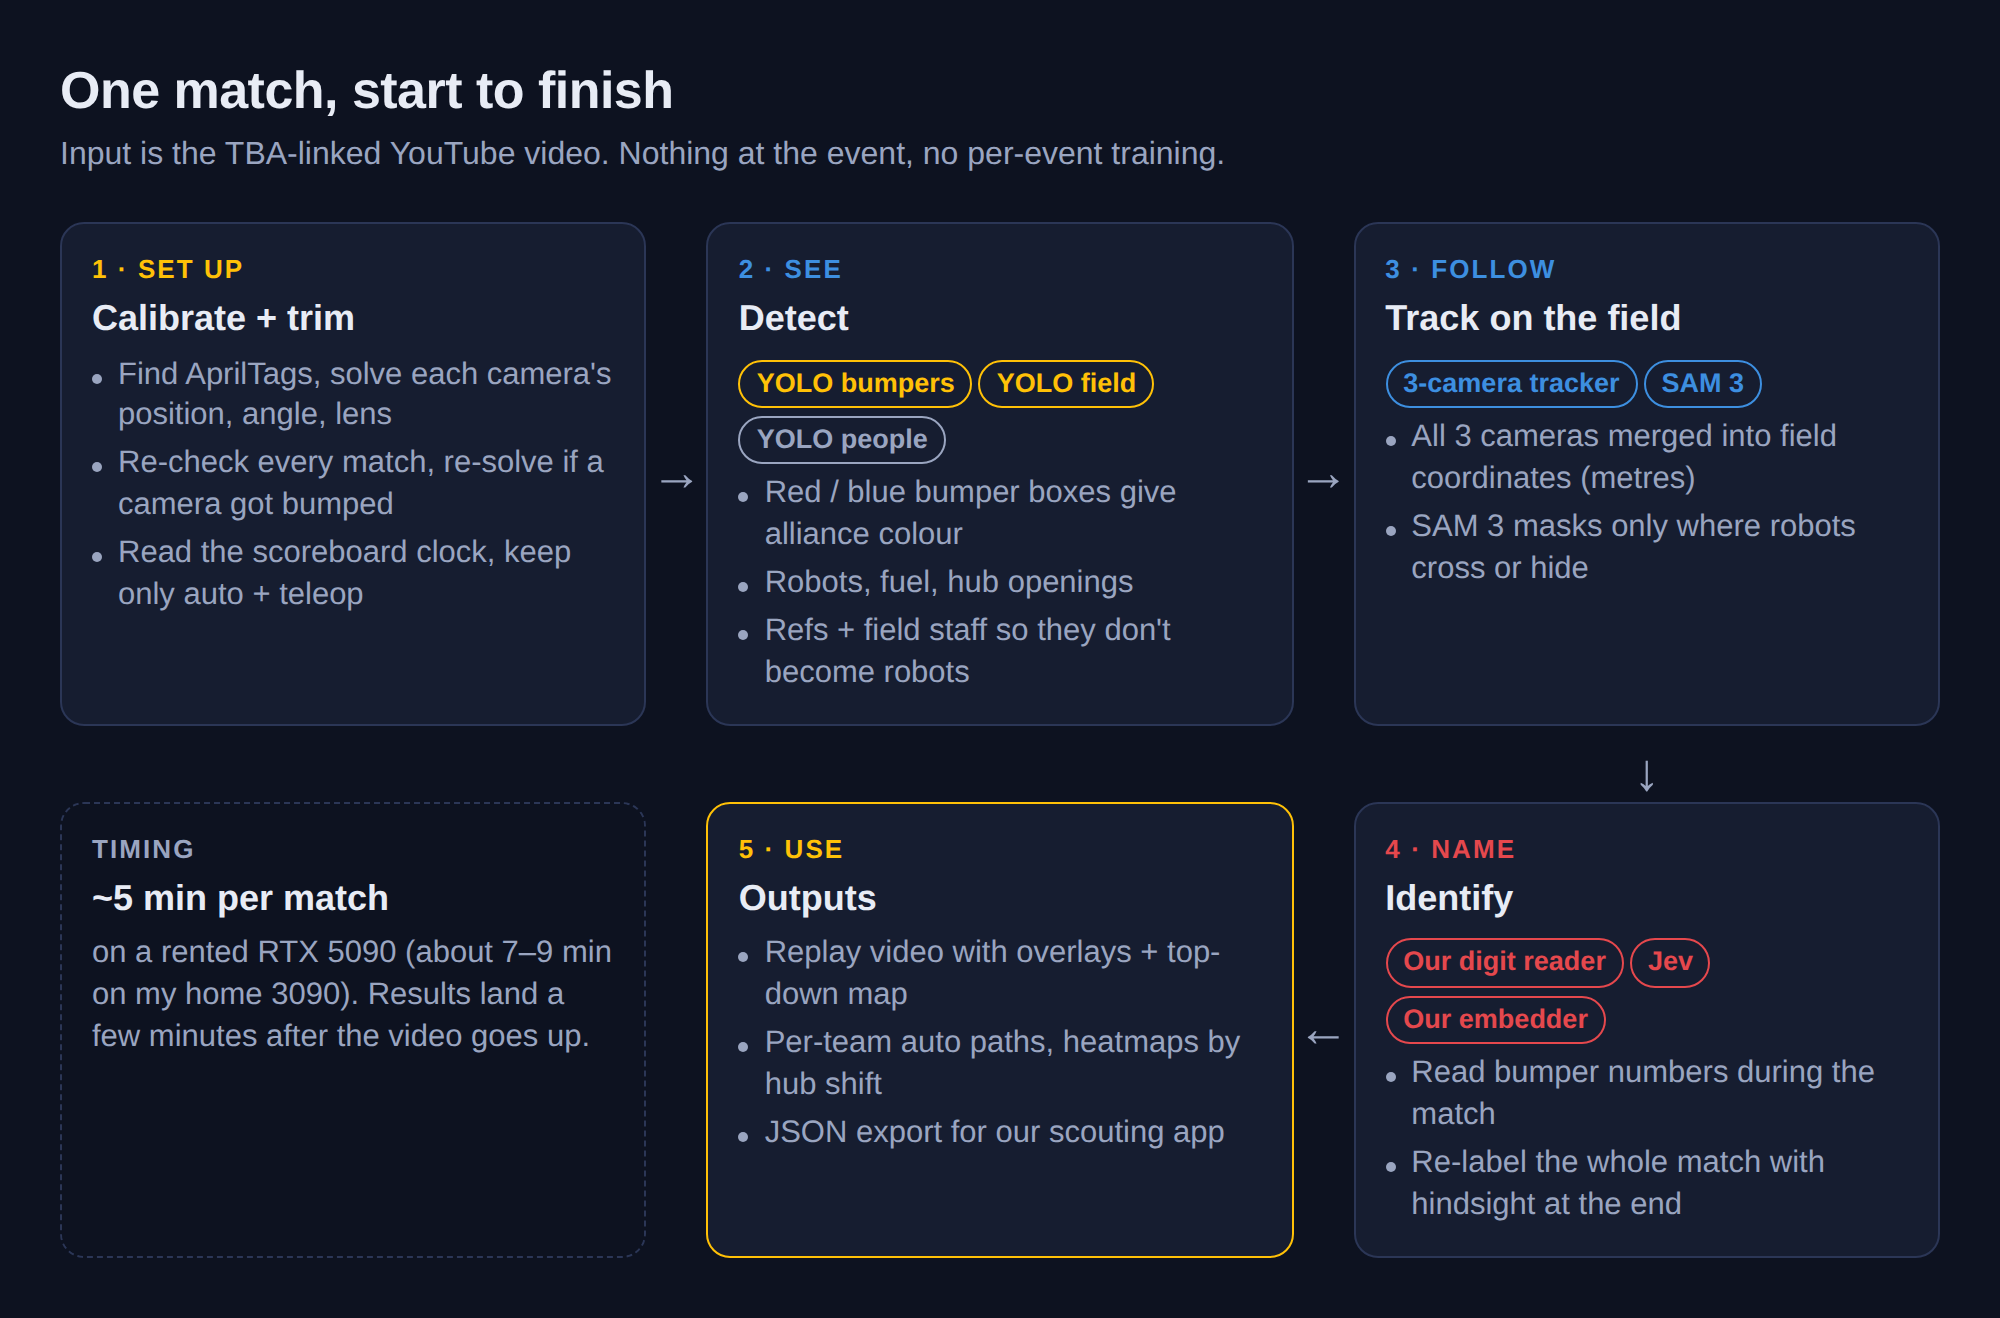 One match, start to finish
Input is the TBA-linked YouTube video. Nothing at the event, no per-event training.
1 · SET UP
Calibrate + trim
• Find AprilTags, solve each camera's
position, angle, lens
• Re-check every match, re-solve if a
camera got bumped
• Read the scoreboard clock, keep
only auto + teleop
→
2 · SEE
Detect
YOLO bumpers YOLO field
YOLO people
• Red / blue bumper boxes give
alliance colour
• Robots, fuel, hub openings
• Refs + field staff so they don't
become robots
→
3 · FOLLOW
Track on the field
3-camera tracker SAM 3
• All 3 cameras merged into field
coordinates (metres)
• SAM 3 masks only where robots
cross or hide
↓
4 · NAME
Identify
Our digit reader Jev
Our embedder
• Read bumper numbers during the
match
• Re-label the whole match with
hindsight at the end
←
5 · USE
Outputs
• Replay video with overlays + top-
down map
• Per-team auto paths, heatmaps by
hub shift
• JSON export for our scouting app
TIMING
~5 min per match
on a rented RTX 5090 (about 7–9 min
on my home 3090). Results land a
few minutes after the video goes up.